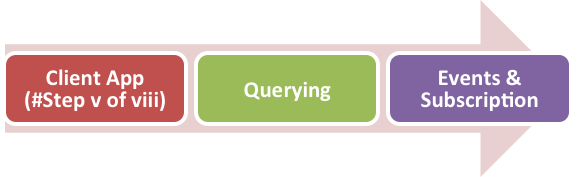 Client App
(#Step v of viii)
Querying
Events &
Subscription